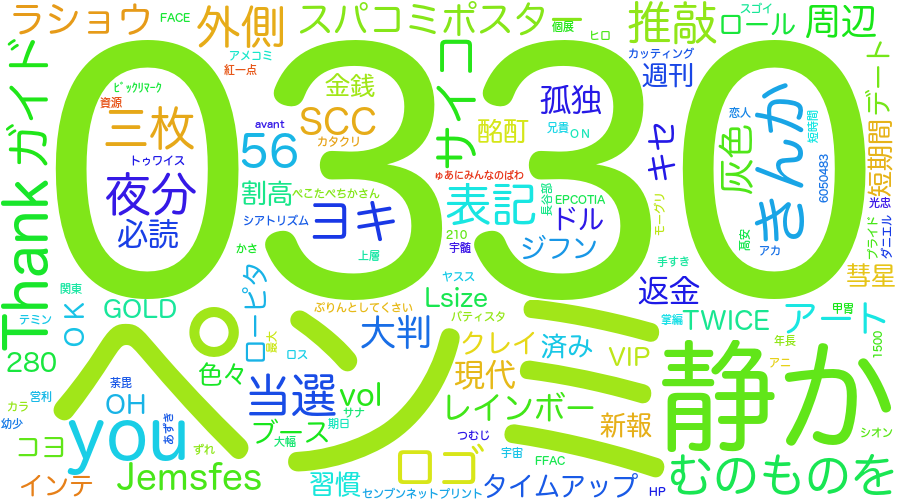 ラショウ
FACE
外側
スパコミポスター
個展
ヒロ
推敲
スゴイ
ロール
周辺
アメコミ
紅一点
カッティング
週刊
ガイド
0330
ﾋﾞｯｸﾘﾏｰｸ
資源
金銭
三枚
SCC
avant
カタクリ
サイコ
孤独
酩酊
兄貴
ON
恋人
きんか
短時間
デート
短期間
トゥワイス
56
灰色
キセ
6050483
夜分
割高
ぺこたぺちかさん
ゅあにみんなのばわ
表記
長谷部
EPCOTIA
ドル
モーグリ
光忠
Thank
必読
シアトリズム
ヨキ
210
宇髄
ジフン
高安
アカ
プライド
ダニエル
かさ
上層
手すき
関東
ロービタ
ヤスス
返金
彗星
GOLD
ぷりんとしてくさい
Lsize
バティスタ
テミン
OK
掌編
TWICE
アート
甲冑
大判
最大
ロス
クレイ
済み
年長
1500
280
色々
VIP
アニ
静か
ペンミ
荼毘
当選
vol
現代
営利
OH
カラ
サナ
レインボー
幼少
you
あずき
期日
ブース
新報
コヨ
ずれ
大幅
つむじ
宇宙
シオン
ロゴ
むのものを
インテ
Jemsfes
習慣
FFAC
センブンネットプリント
タイムアップ
HP